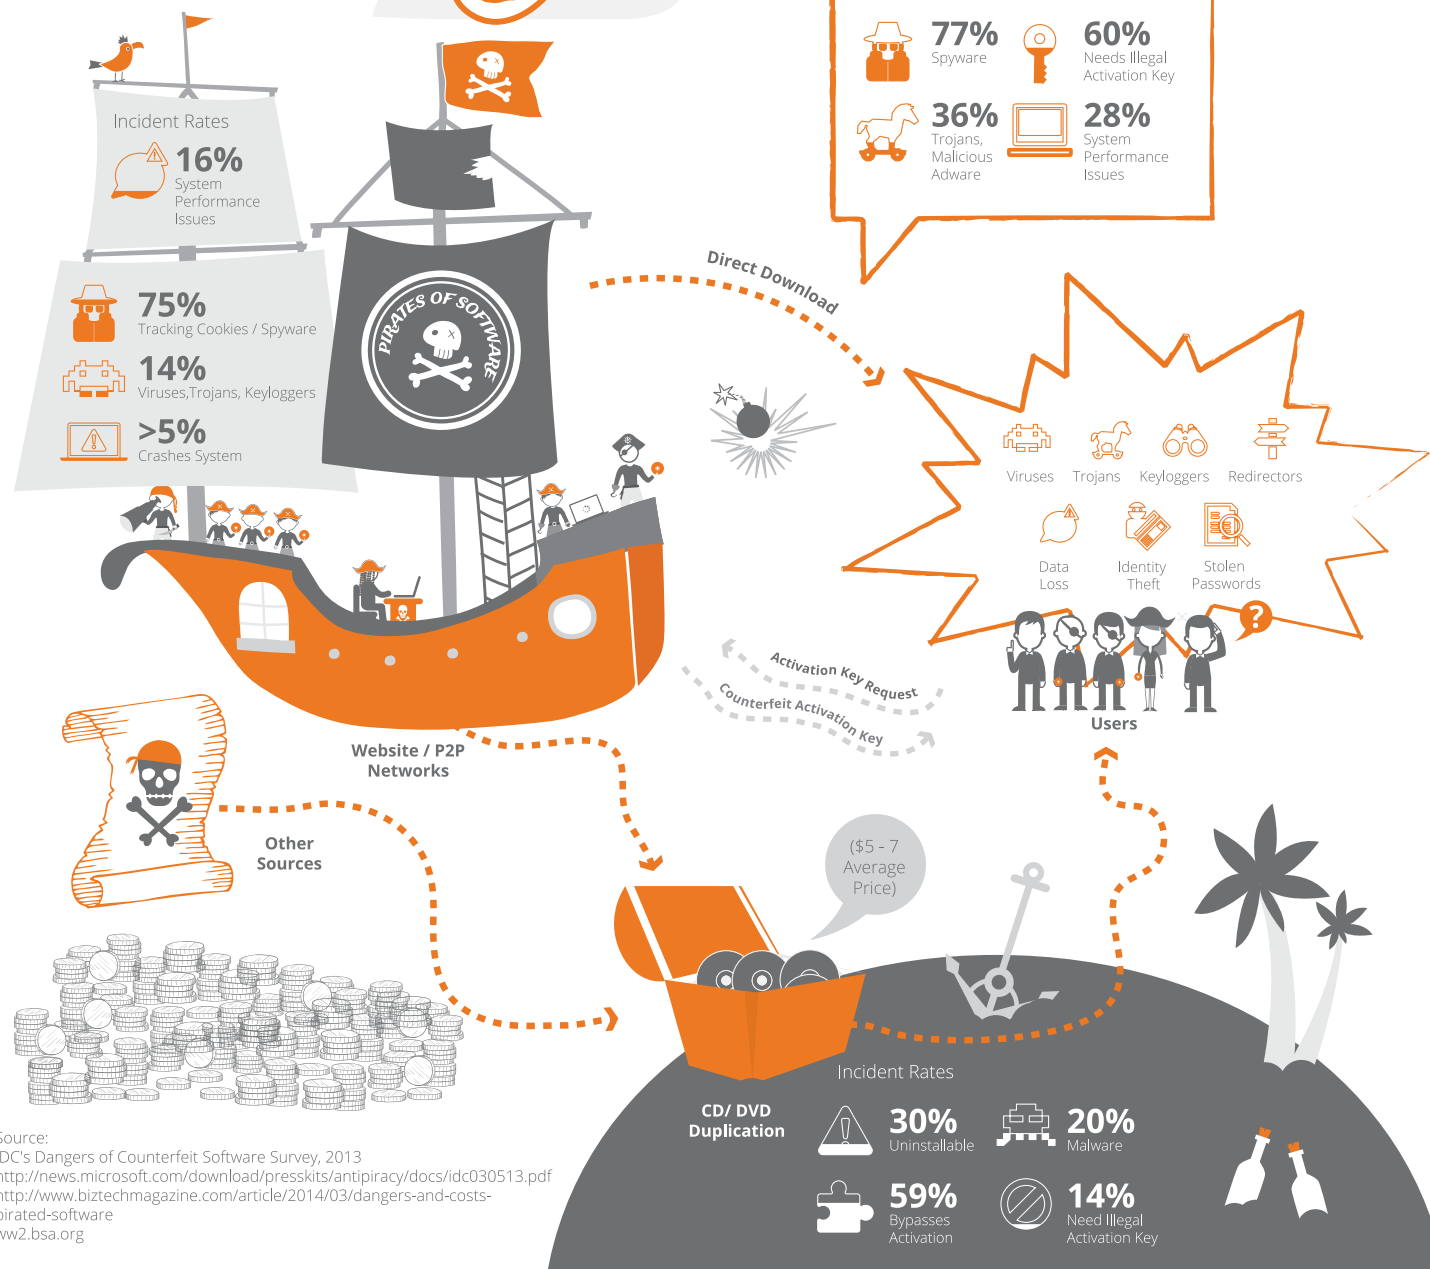 77%
Spyware
60%
Needs Illegal
Activation Key
36%
Trojans,
Malicious
Adware
28%
System
Performance
Issues
Incident Rates
16%
System
Performance
Issues
75%
Tracking Cookies / Spyware
14%
Viruses,Trojans, Keyloggers
>5%
Crashes System
PIRATES OF SOFTWARE
Direct Download
Viruses
Trojans
Keyloggers
Redirectors
Data
Loss
Identity
Theft
Stolen
Passwords
?
Users
Activation Key Request
Counterfeit Activation Key
Website / P2P
Networks
Other
Sources
($5 - 7
Average
Price)
CD/ DVD
Duplication
Incident Rates
30%
Uninstallable
20%
Malware
59%
Bypasses
Activation
14%
Need Illegal
Activation Key
Source:
IDC's Dangers of Counterfeit Software Survey, 2013
http://news.microsoft.com/download/presskits/antipiracy/docs/idc030513.pdf
http://www.biztechmagazine.com/article/2014/03/dangers-and-costs-
pirated-software
ww2.bsa.org